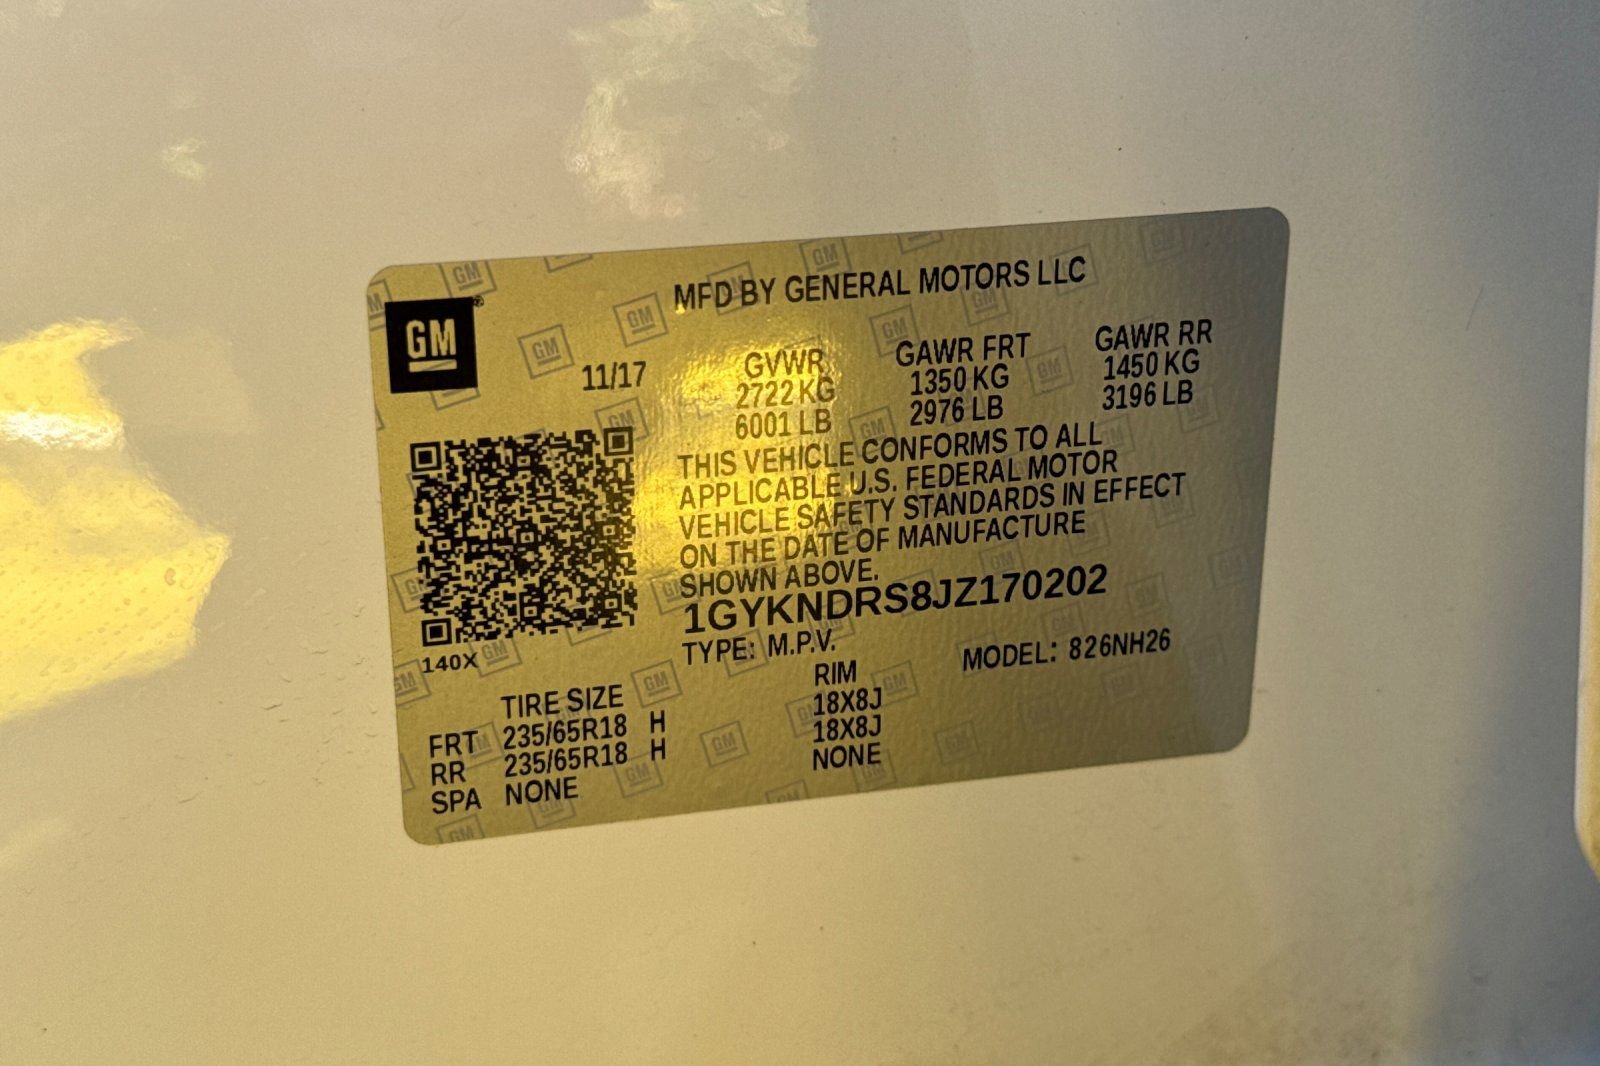 MFD BY GENERAL MOTORS LLC
GM®
11/17
GVWR GAWR FRT GAWR RR
2722 KG 1350 KG 1450 KG
6001 LB 2976 LB 3196 LB
THIS VEHICLE CONFORMS TO ALL
APPLICABLE U.S. FEDERAL MOTOR
VEHICLE SAFETY STANDARDS IN EFFECT
ON THE DATE OF MANUFACTURE
SHOWN ABOVE.
1GYKNDRS8JZ170202
140X
TYPE: M.P.V. MODEL: 826NH26
TIRE SIZE RIM
FRT 235/65R18 H 18X8J
RR 235/65R18 H 18X8J
SPA NONE NONE